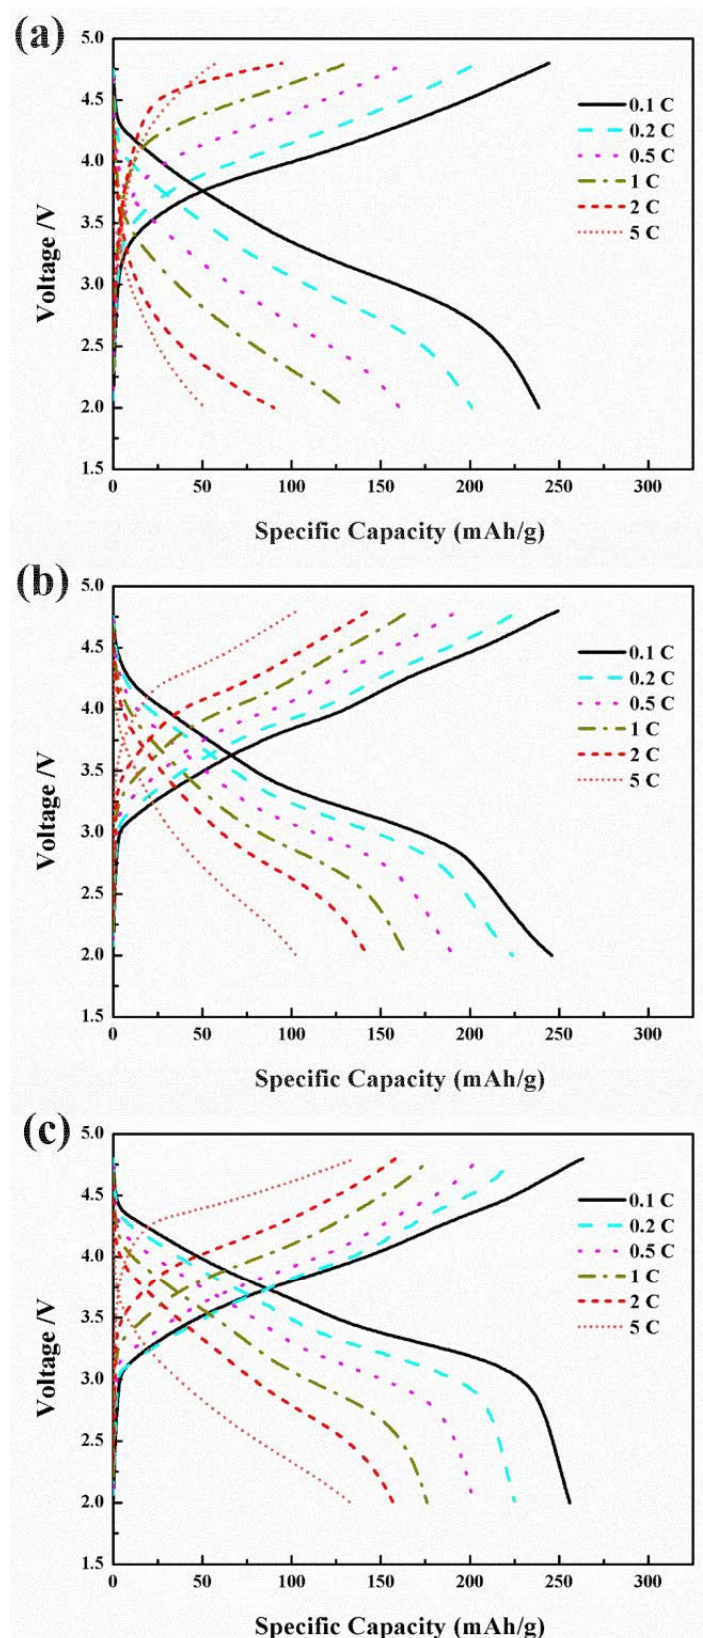 (a)
5.0
4.5
4.0
3.5
3.0
2.5
2.0
1.5
Voltage /V
0.1 C
0.2 C
0.5 C
1 C
2 C
5 C
0 50 100 150 200 250 300
Specific Capacity (mAh/g)
(b)
5.0
4.5
4.0
3.5
3.0
2.5
2.0
1.5
Voltage /V
0.1 C
0.2 C
0.5 C
1 C
2 C
5 C
0 50 100 150 200 250 300
Specific Capacity (mAh/g)
(c)
5.0
4.5
4.0
3.5
3.0
2.5
2.0
1.5
Voltage /V
0.1 C
0.2 C
0.5 C
1 C
2 C
5 C
0 50 100 150 200 250 300
Specific Capacity (mAh/g)